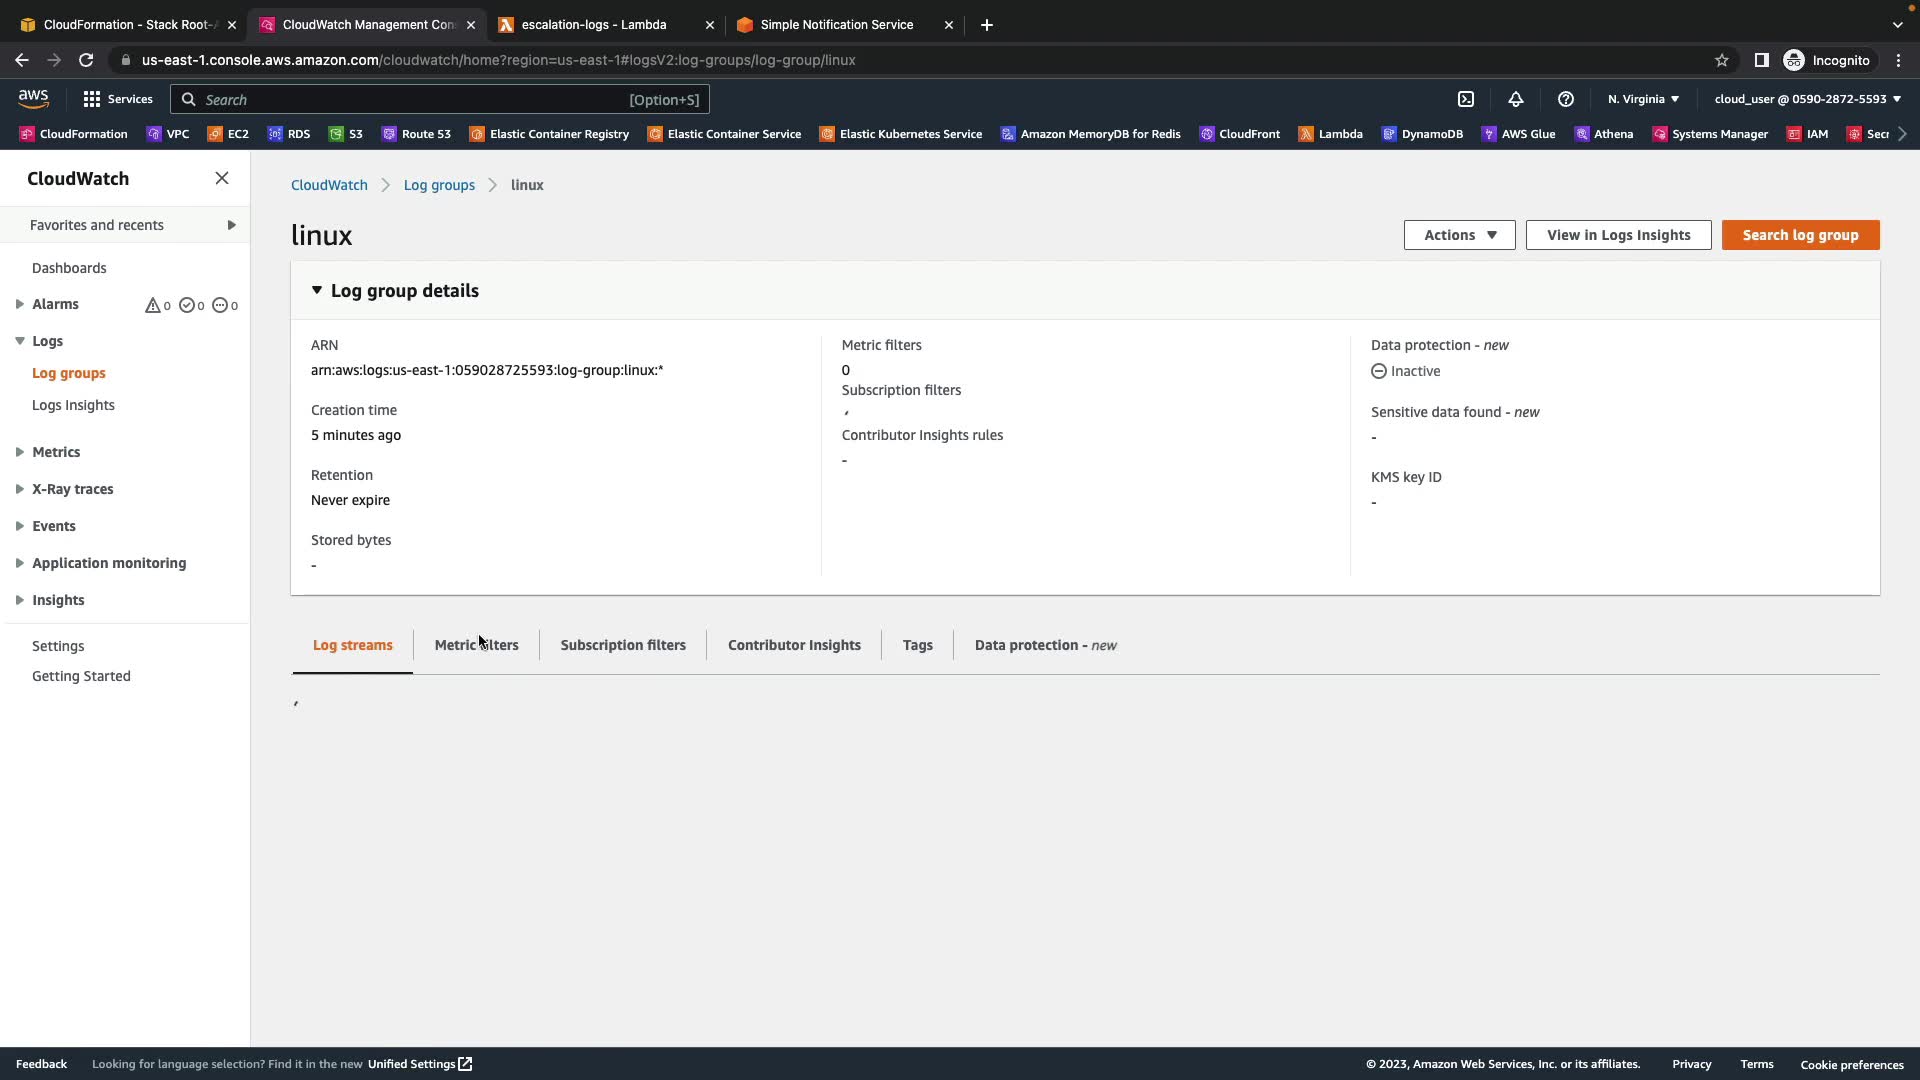 CloudFormation - Stack Root-
CloudWatch Management Con
escalation-logs - Lambda
Simple Notification Service
us-east-1.console.aws.amazon.com/cloudwatch/home?region=us-east-1#logsV2:log-groups/log-group/linux
Incognito
aws
Services
Search
[Option+S]
N. Virginia
cloud_user @ 0590-2872-5593
CloudFormation
VPC
EC2
RDS
S3
Route 53
Elastic Container Registry
Elastic Container Service
Elastic Kubernetes Service
Amazon MemoryDB for Redis
CloudFront
Lambda
DynamoDB
AWS Glue
Athena
Systems Manager
IAM
Secr
CloudWatch
Favorites and recents
Dashboards
Alarms
0
0
0
Logs
Log groups
Logs Insights
Metrics
X-Ray traces
Events
Application monitoring
Insights
Settings
Getting Started
CloudWatch
Log groups
linux
linux
Actions
View in Logs Insights
Search log group
Log group details
ARN
arn:aws:logs:us-east-1:059028725593:log-group:linux:*
Creation time
5 minutes ago
Retention
Never expire
Stored bytes
-
Metric filters
0
Subscription filters
Contributor Insights rules
-
Data protection - new
Inactive
Sensitive data found - new
-
KMS key ID
-
Log streams
Metric filters
Subscription filters
Contributor Insights
Tags
Data protection - new
Feedback
Looking for language selection? Find it in the new Unified Settings
© 2023, Amazon Web Services, Inc. or its affiliates.
Privacy
Terms
Cookie preferences